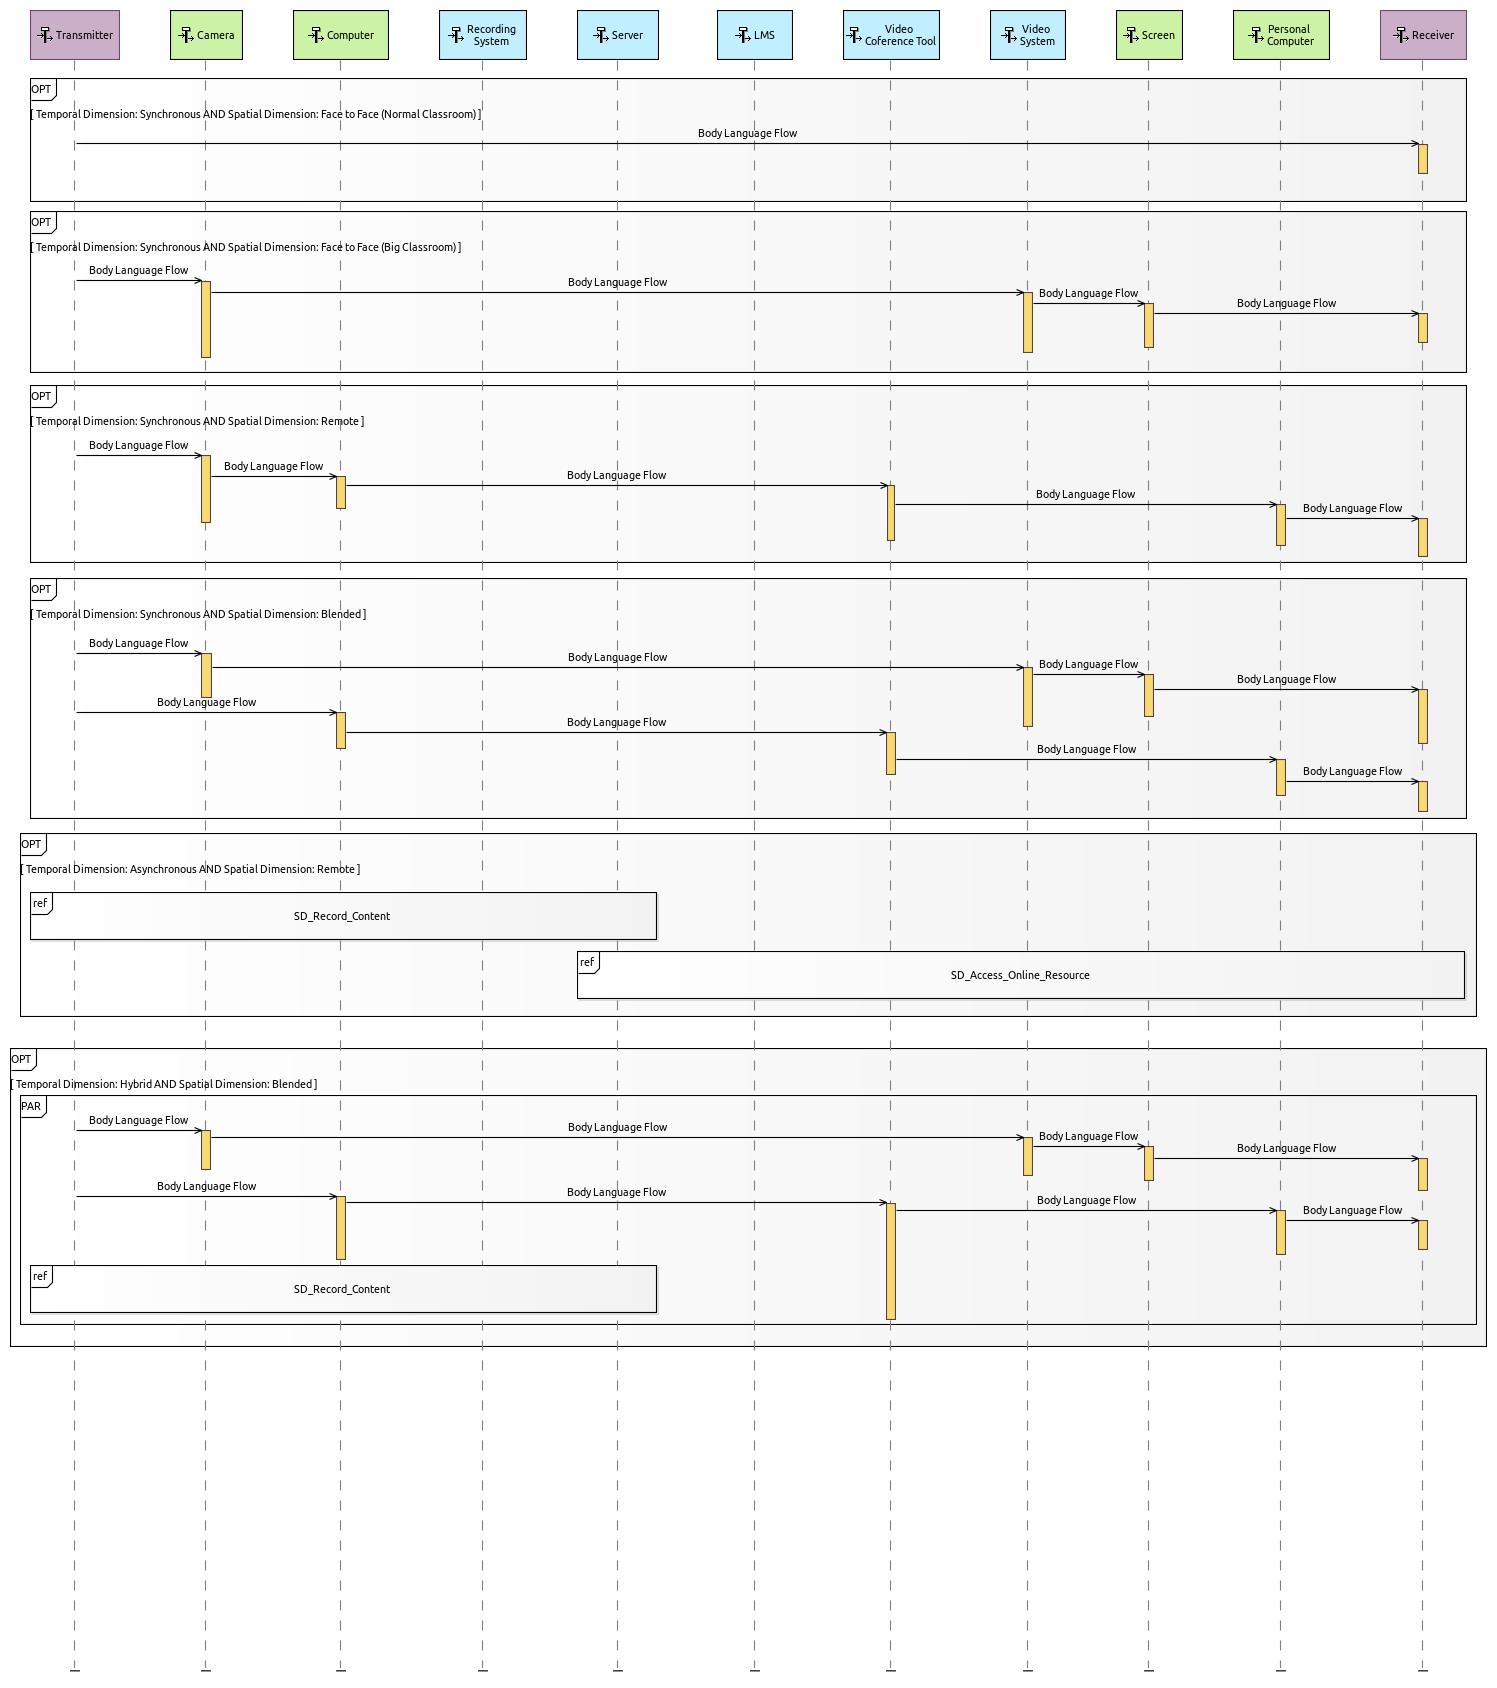 Transmitter
Camera
Computer
Recording
System
Server
LMS
Video
Coference Tool
Video
System
Screen
Personal
Computer
Receiver
OPT
[ Temporal Dimension: Synchronous AND Spatial Dimension: Face to Face (Normal Classroom) ]
Body Language Flow
OPT
[ Temporal Dimension: Synchronous AND Spatial Dimension: Face to Face (Big Classroom) ]
Body Language Flow
Body Language Flow
Body Language Flow
Body Language Flow
OPT
[ Temporal Dimension: Synchronous AND Spatial Dimension: Remote ]
Body Language Flow
Body Language Flow
Body Language Flow
Body Language Flow
Body Language Flow
OPT
[ Temporal Dimension: Synchronous AND Spatial Dimension: Blended ]
Body Language Flow
Body Language Flow
Body Language Flow
Body Language Flow
Body Language Flow
Body Language Flow
Body Language Flow
Body Language Flow
OPT
[ Temporal Dimension: Asynchronous AND Spatial Dimension: Remote ]
ref
SD_Record_Content
ref
SD_Access_Online_Resource
OPT
[ Temporal Dimension: Hybrid AND Spatial Dimension: Blended ]
PAR
Body Language Flow
Body Language Flow
Body Language Flow
Body Language Flow
Body Language Flow
Body Language Flow
Body Language Flow
Body Language Flow
ref
SD_Record_Content